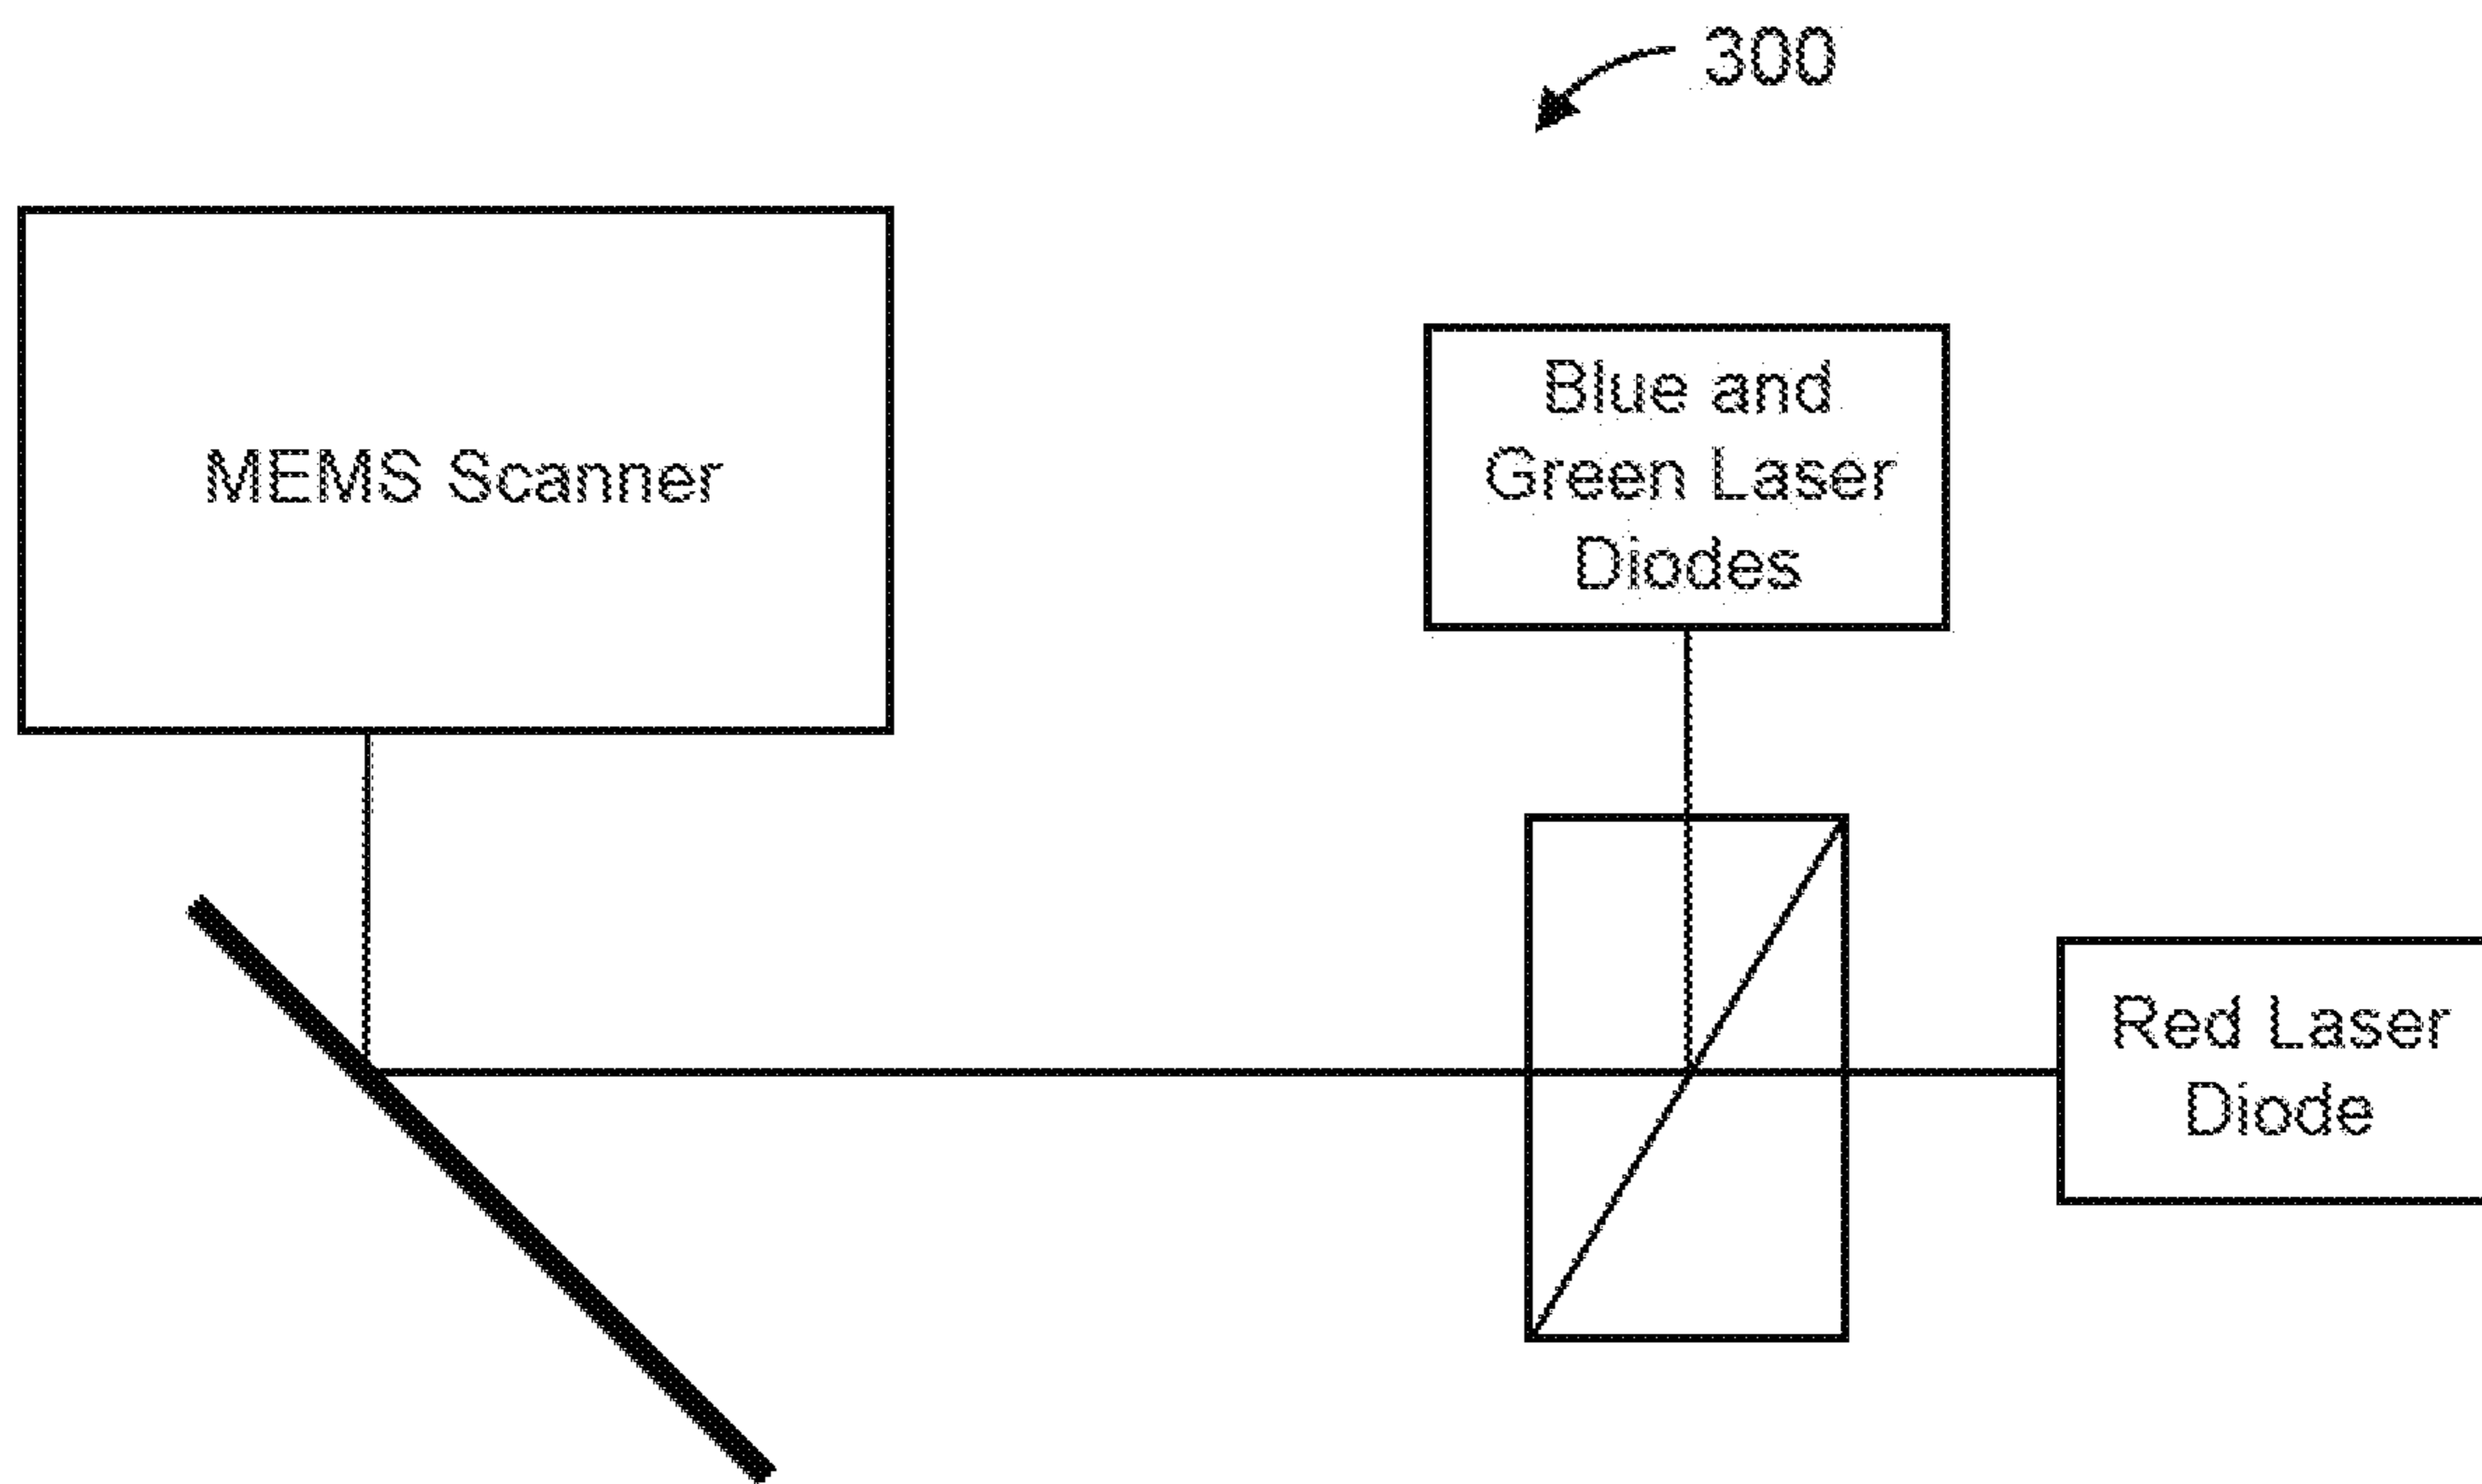 300
MEMS Scanner
Blue and
Green Laser
Diodes
Red Laser
Diode